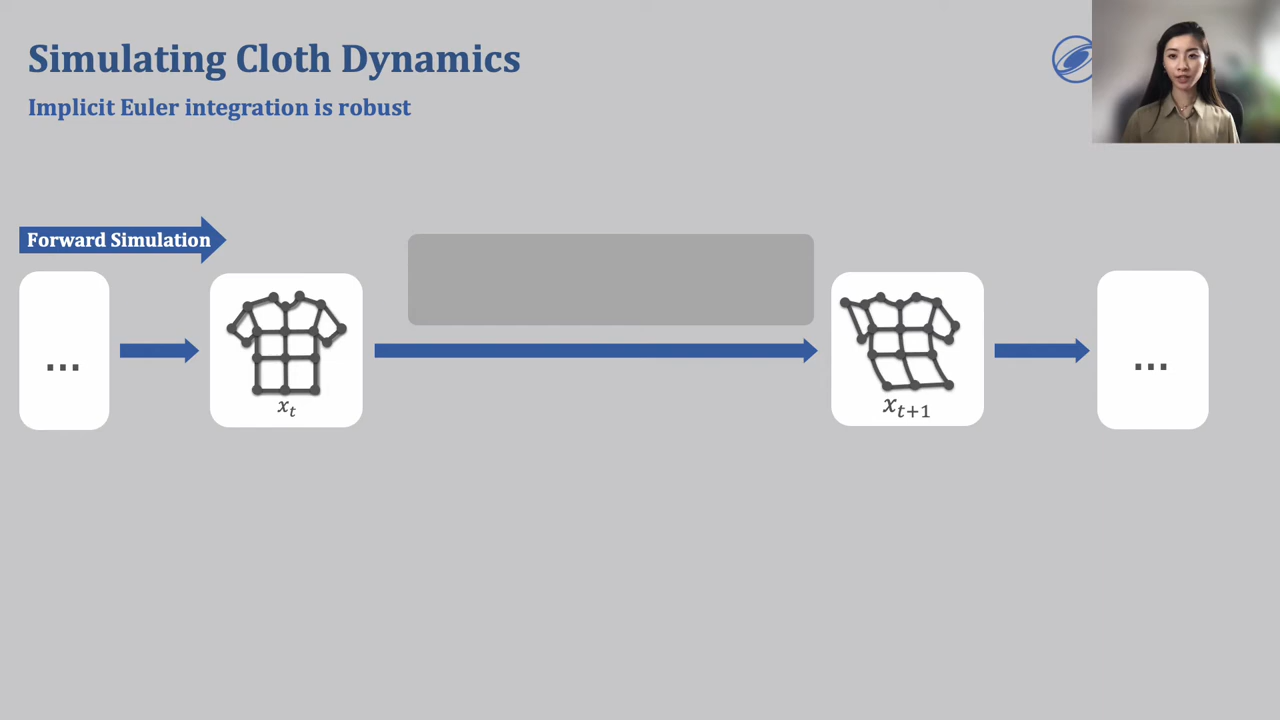 Simulating Cloth Dynamics
Implicit Euler integration is robust
Forward Simulation
...
x_t
x_{t+1}
...